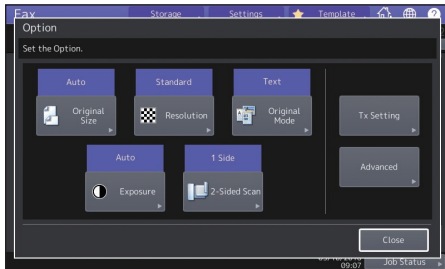 Fax
Storage
Settings
Template
Option
Set the Option.
Auto
Standard
Text
Original
Size
Resolution
Original
Mode
Tx Setting
Auto
1 Side
Exposure
2-Sided Scan
Advanced
Close
09:07
Job Status